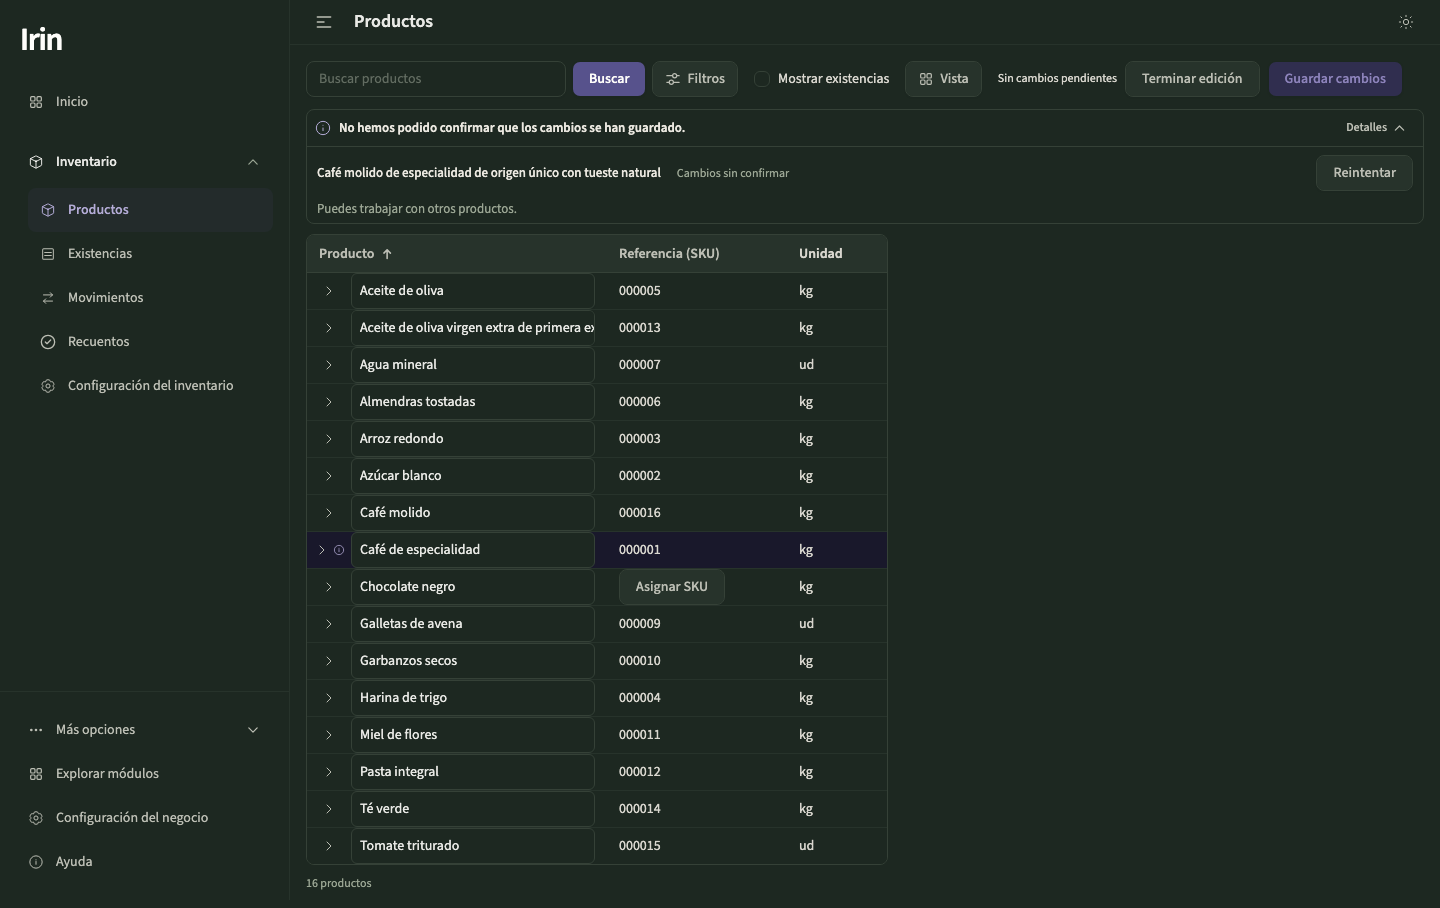 Irin
Productos
Inicio
Inventario
Productos
Existencias
Movimientos
Recuentos
Configuración del inventario
Más opciones
Explorar módulos
Configuración del negocio
Ayuda
Buscar productos
Buscar
Filtros
Mostrar existencias
Vista
Sin cambios pendientes
Terminar edición
Guardar cambios
No hemos podido confirmar que los cambios se han guardado.
Detalles
Café molido de especialidad de origen único con tueste natural Cambios sin confirmar
Reintentar
Puedes trabajar con otros productos.
Producto Referencia (SKU) Unidad
Aceite de oliva 000005 kg
Aceite de oliva virgen extra de primera ex 000013 kg
Agua mineral 000007 ud
Almendras tostadas 000006 kg
Arroz redondo 000003 kg
Azúcar blanco 000002 kg
Café molido 000016 kg
Café de especialidad 000001 kg
Chocolate negro Asignar SKU kg
Galletas de avena 000009 ud
Garbanzos secos 000010 kg
Harina de trigo 000004 kg
Miel de flores 000011 kg
Pasta integral 000012 kg
Té verde 000014 kg
Tomate triturado 000015 ud
16 productos